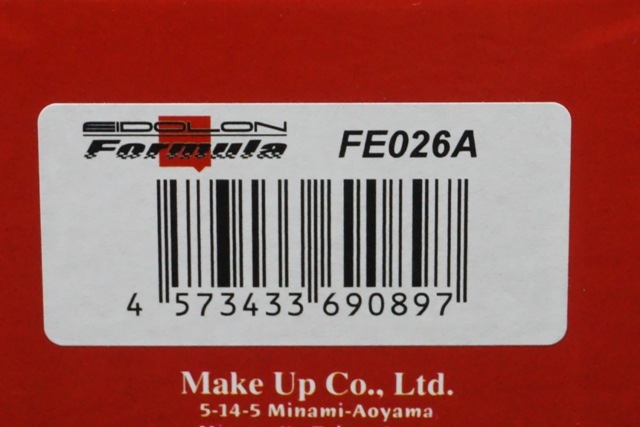 EIDOLON
Formula
FE026A
4 573433 690897
Make Up Co., Ltd.
5-14-5 Minami-Aoyama